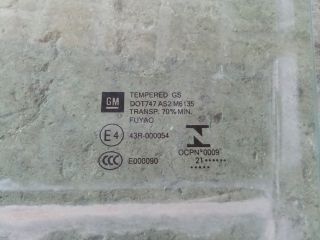 GM
TEMPERED GS
DOT747 AS2 M6135
TRANSP. 70% MIN.
FUYAO
E4 43R-000054
CCC E000090
N
OCPN°0009
21